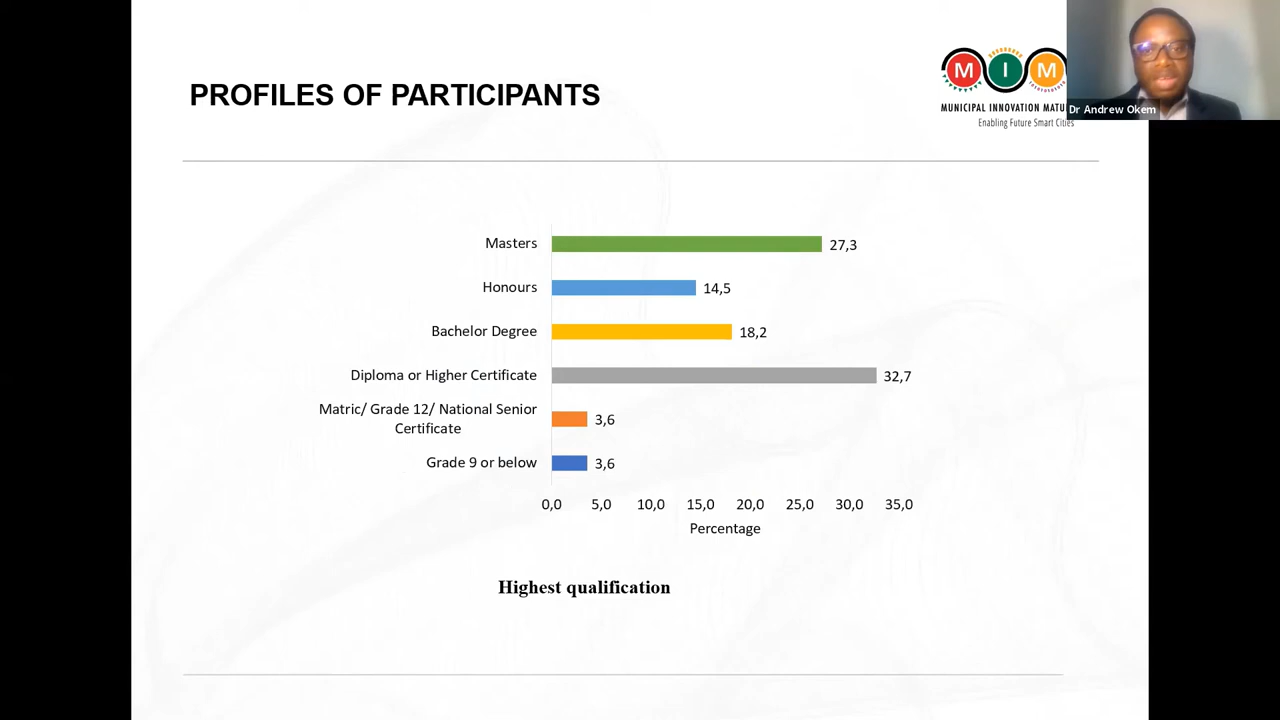 PROFILES OF PARTICIPANTS
M I M
MUNICIPAL INNOVATION MATU
Enabling Future Smart Cities
Dr Andrew Okem
Masters 27,3
Honours 14,5
Bachelor Degree 18,2
Diploma or Higher Certificate 32,7
Matric/ Grade 12/ National Senior
Certificate 3,6
Grade 9 or below 3,6
0,0 5,0 10,0 15,0 20,0 25,0 30,0 35,0
Percentage
Highest qualification